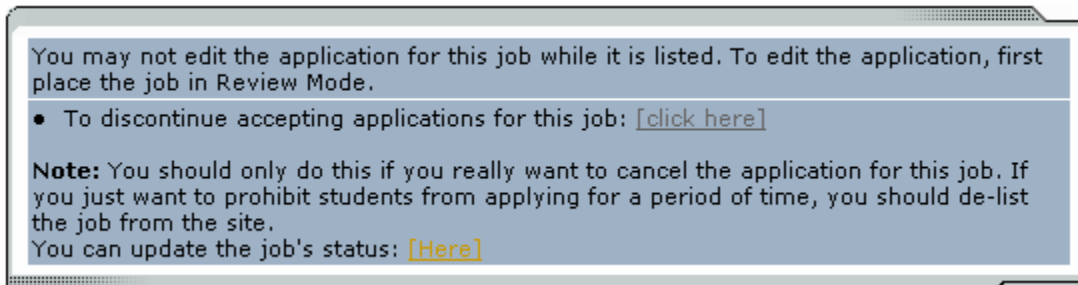 You may not edit the application for this job while it is listed. To edit the application, first
place the job in Review Mode.
• To discontinue accepting applications for this job: [click here]
Note: You should only do this if you really want to cancel the application for this job. If
you just want to prohibit students from applying for a period of time, you should de-list
the job from the site.
You can update the job's status: [Here]